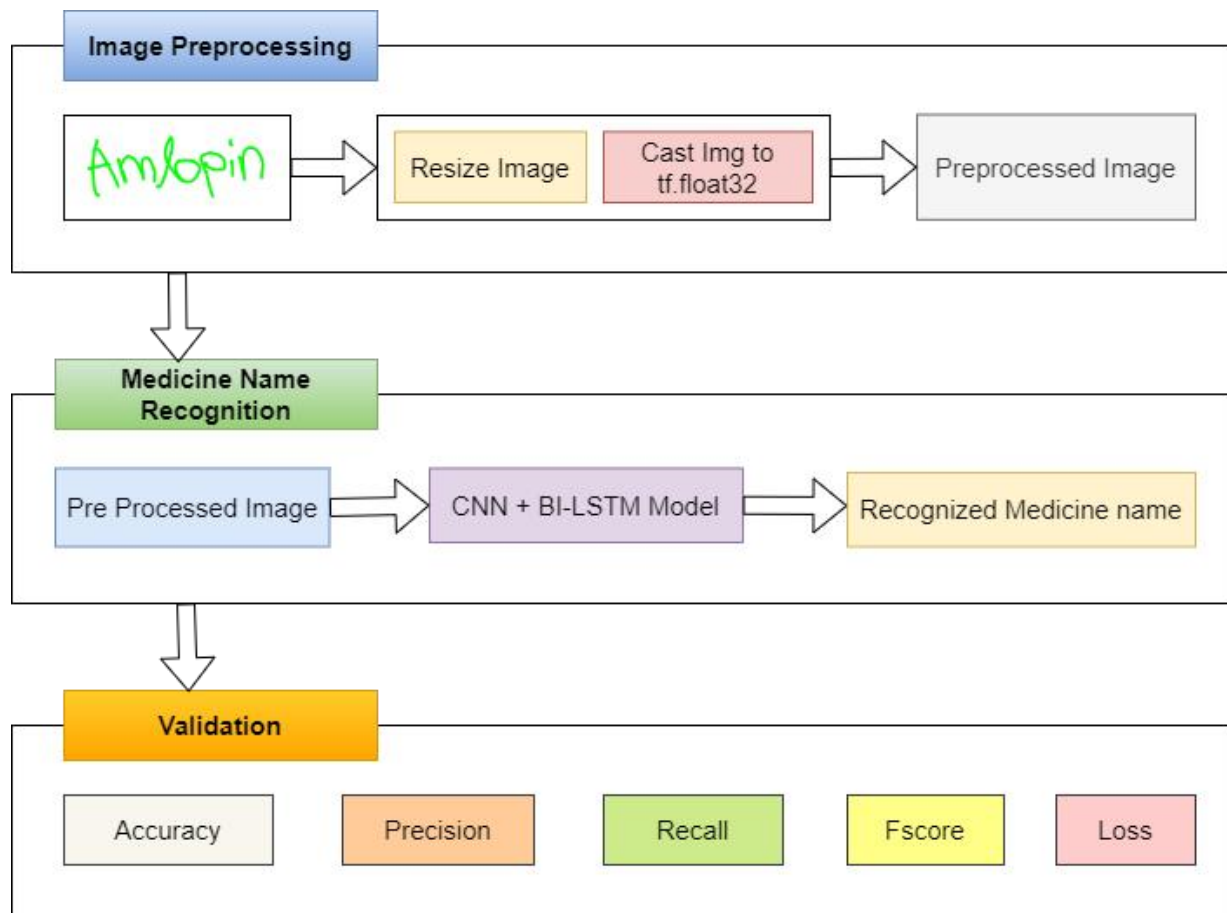 Image Preprocessing
Amlopin
Resize Image
Cast Img to
tf.float32
Preprocessed Image
Medicine Name
Recognition
Pre Processed Image
CNN + BI-LSTM Model
Recognized Medicine name
Validation
Accuracy
Precision
Recall
Fscore
Loss